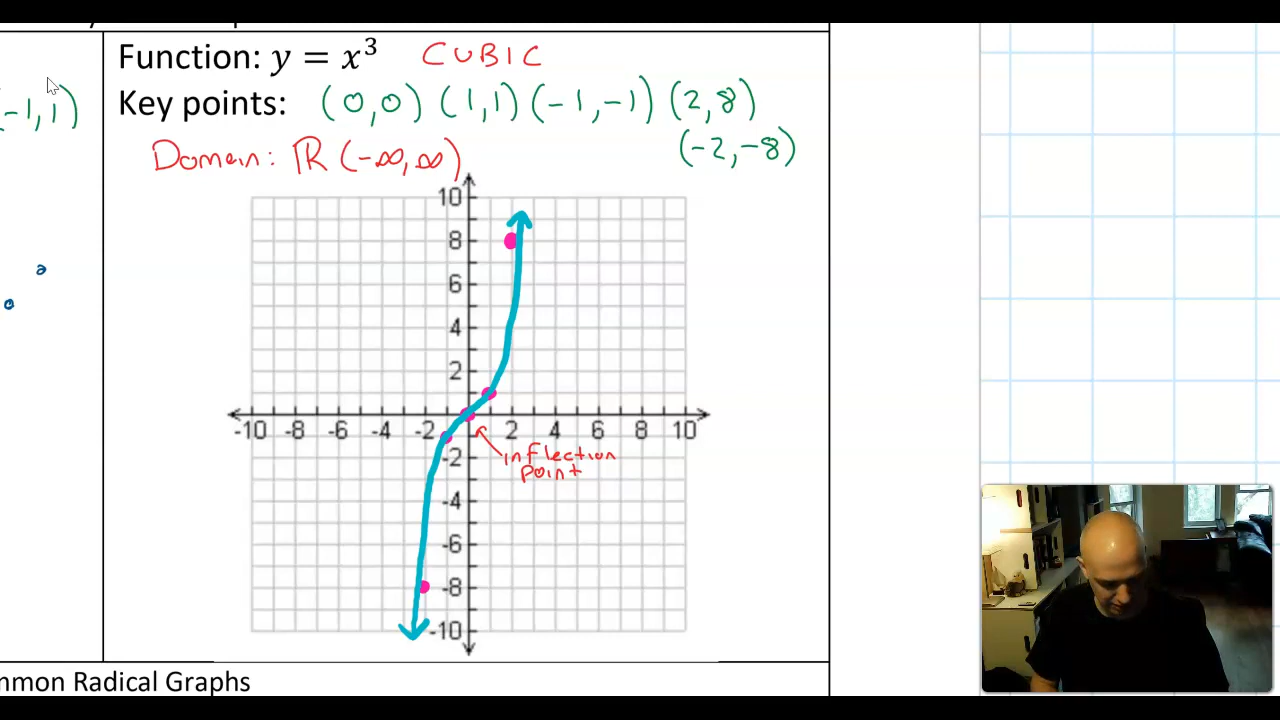 Function: y = x³ CUBIC
-1,1)
Key points: (0,0) (1,1) (-1,-1) (2,8)
(-2,-8)
Domain: ℝ (-∞,∞)
10
8
6
4
2
-10 -8 -6 -4 -2 2 4 6 8 10
inflection
point
-2
-4
-6
-8
-10
mmon Radical Graphs